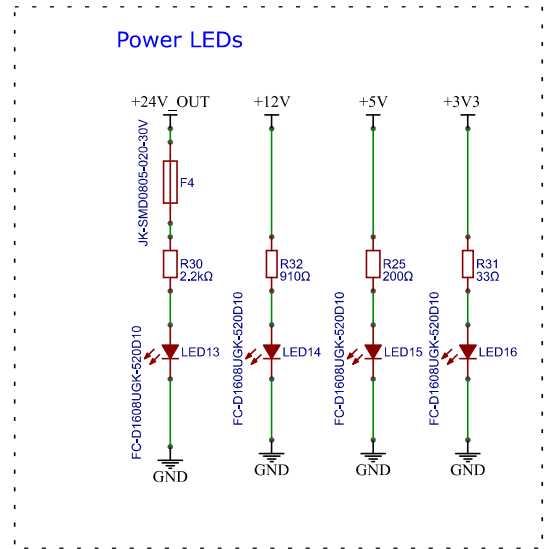 Power LEDs
+24V_OUT
+12V
+5V
+3V3
JK-SMD0805-020-30V
F4
R30
2.2kΩ
R32
910Ω
R25
200Ω
R31
33Ω
FC-D1608UGK-520D10
LED13
FC-D1608UGK-520D10
LED14
FC-D1608UGK-520D10
LED15
FC-D1608UGK-520D10
LED16
GND
GND
GND
GND